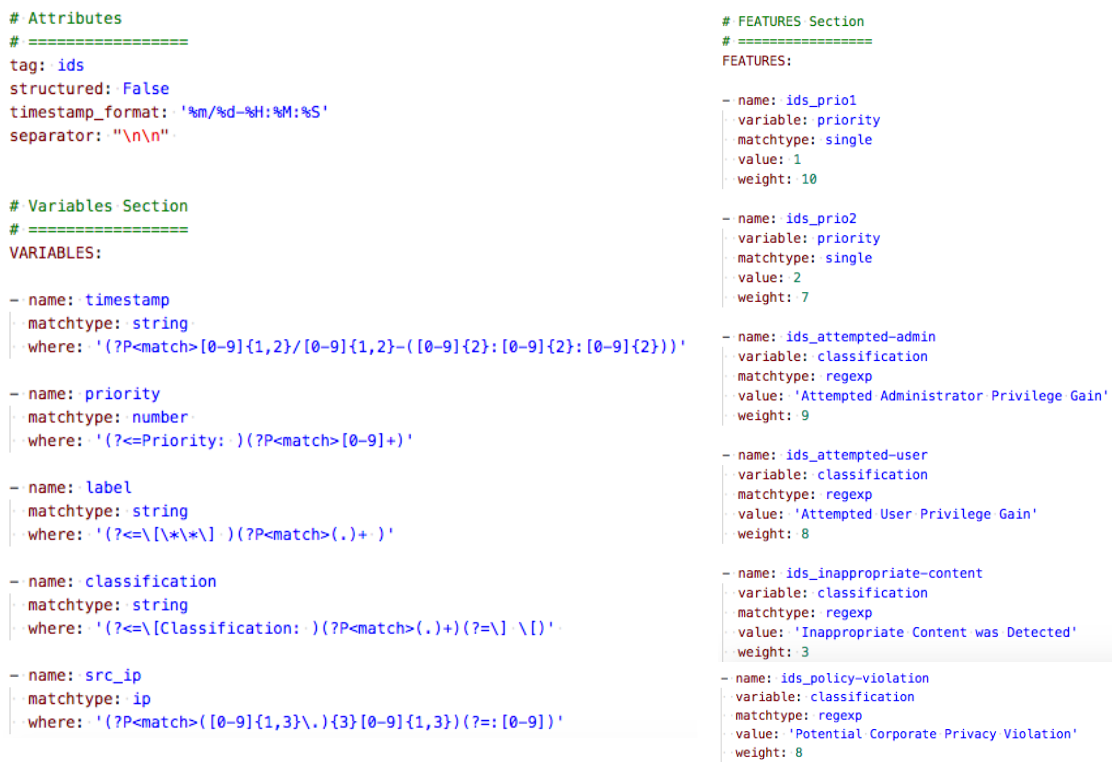 # Attributes
# =================
tag: ids
structured: False
timestamp_format: '%m/%d-%H:%M:%S'
separator: "\n\n"
# Variables Section
# =================
VARIABLES:
- name: timestamp
matchtype: string
where: '(?P<match>[0-9]{1,2}/[0-9]{1,2}-([0-9]{2}:[0-9]{2}:[0-9]{2}))'
- name: priority
matchtype: number
where: '(?<=Priority: )(?P<match>[0-9]+)'
- name: label
matchtype: string
where: '(?<=\[\*\*\] )(?P<match>(.)+ )'
- name: classification
matchtype: string
where: '(?<=\[Classification: )(?P<match>(.)+)(?=\] \[)'
- name: src_ip
matchtype: ip
where: '(?P<match>([0-9]{1,3}\.){3}[0-9]{1,3})(?=:[0-9])'
# FEATURES Section
# =================
FEATURES:
- name: ids_prio1
variable: priority
matchtype: single
value: 1
weight: 10
- name: ids_prio2
variable: priority
matchtype: single
value: 2
weight: 7
- name: ids_attempted-admin
variable: classification
matchtype: regexp
value: 'Attempted Administrator Privilege Gain'
weight: 9
- name: ids_attempted-user
variable: classification
matchtype: regexp
value: 'Attempted User Privilege Gain'
weight: 8
- name: ids_inappropriate-content
variable: classification
matchtype: regexp
value: 'Inappropriate Content was Detected'
weight: 3
- name: ids_policy-violation
variable: classification
matchtype: regexp
value: 'Potential Corporate Privacy Violation'
weight: 8